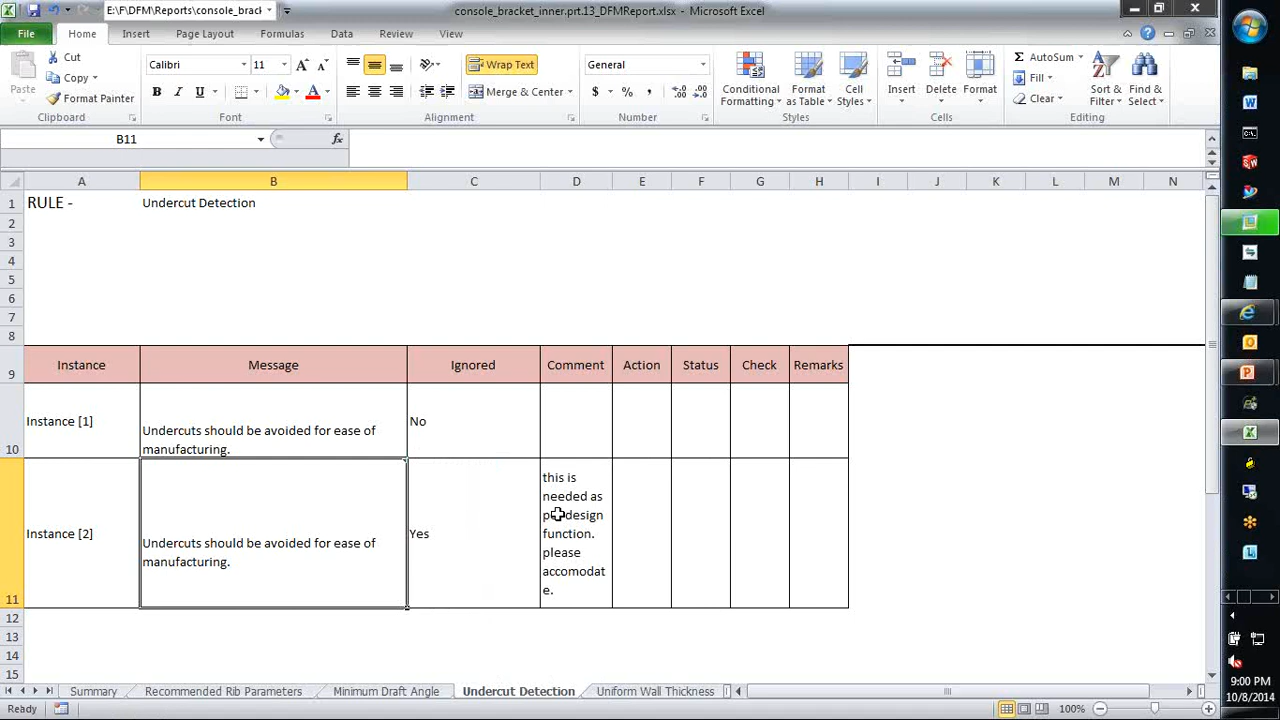 E:\F\DFM\Reports\console_bracl
console_bracket_inner.prt.13_DFMReport.xlsx - Microsoft Excel
File Home Insert Page Layout Formulas Data Review View
Paste
Cut
Copy
Format Painter
Clipboard
Calibri 11
B I U
Font
Wrap Text
Merge & Center
Alignment
General
$ % ,
Number
Conditional Formatting
Format as Table
Cell Styles
Styles
Insert
Delete
Format
Cells
AutoSum
Fill
Clear
Sort & Filter
Find & Select
Editing
B11 fx
A B C D E F G H I J K L M N
1 RULE - Undercut Detection
2
3
4
5
6
7
8
9 Instance Message Ignored Comment Action Status Check Remarks
10 Instance [1] Undercuts should be avoided for ease of manufacturing. No
11 Instance [2] Undercuts should be avoided for ease of manufacturing. Yes
this is
needed as
design
function.
please
accomodat
e.
12
13
14
15
Summary Recommended Rib Parameters Minimum Draft Angle Undercut Detection Uniform Wall Thickness
Ready 100%
9:00 PM
10/8/2014